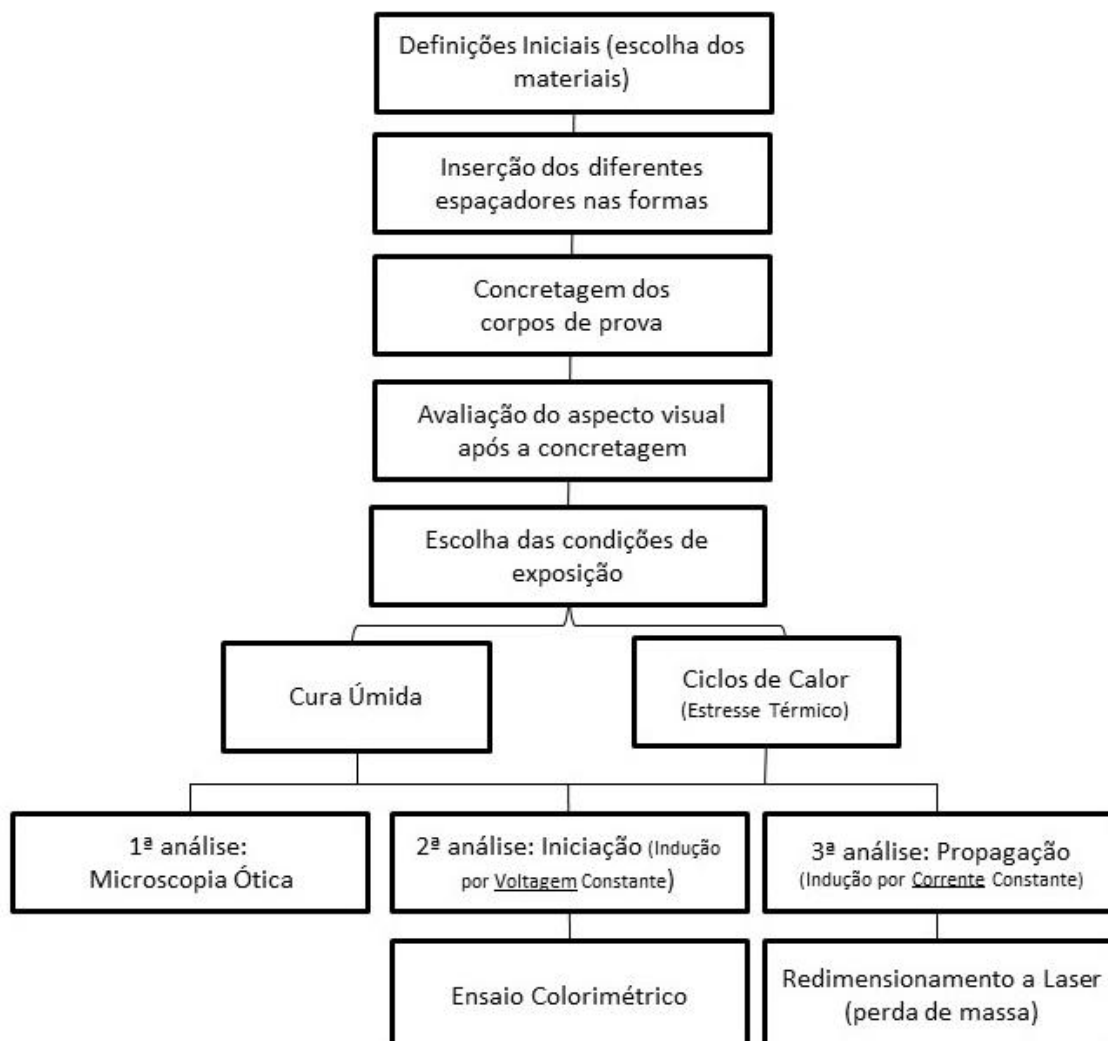 Definições Iniciais (escolha dos
materiais)
Inserção dos diferentes
espaçadores nas formas
Concretagem dos
corpos de prova
Avaliação do aspecto visual
após a concretagem
Escolha das condições de
exposição
Cura Úmida
Ciclos de Calor
(Estresse Térmico)
1ª análise:
Microscopia Ótica
2ª análise: Iniciação (Indução
por Voltagem Constante)
3ª análise: Propagação
(Indução por Corrente Constante)
Ensaio Colorimétrico
Redimensionamento a Laser
(perda de massa)